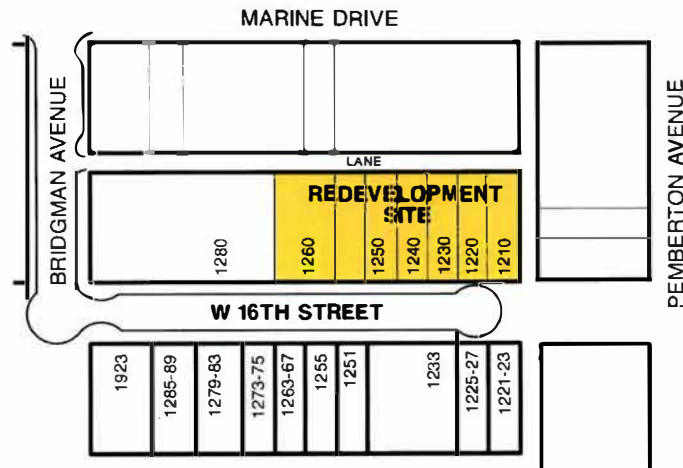 MARINE DRIVE
BRIDGMAN AVENUE
PEMBERTON AVENUE
LANE
REDEVELOPMENT
SITE
1280
1260
1250
1240
1230
1220
1210
W 16TH STREET
1923
1285-89
1279-83
1273-75
1263-67
1255
1251
1233
1225-27
1221-23